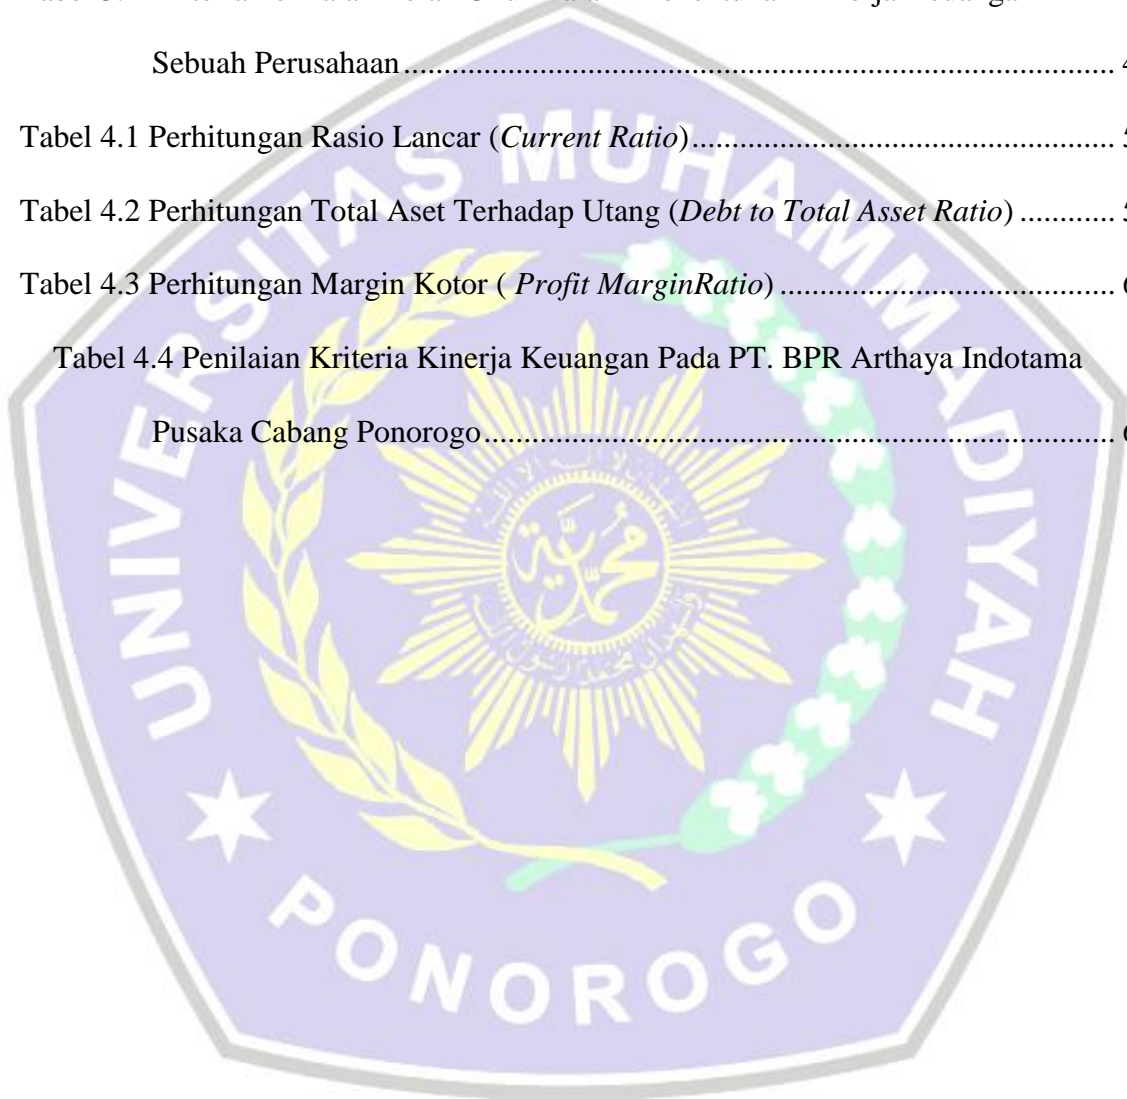 Sebuah Perusahaan
Tabel 4.1 Perhitungan Rasio Lancar (Current Ratio)
Tabel 4.2 Perhitungan Total Aset Terhadap Utang (Debt to Total Asset Ratio)
Tabel 4.3 Perhitungan Margin Kotor ( Profit MarginRatio)
Tabel 4.4 Penilaian Kriteria Kinerja Keuangan Pada PT. BPR Arthaya Indotama
Pusaka Cabang Ponorogo
UNIVERSITAS MUHAMMADIYAH
PONOROGO
محمدية